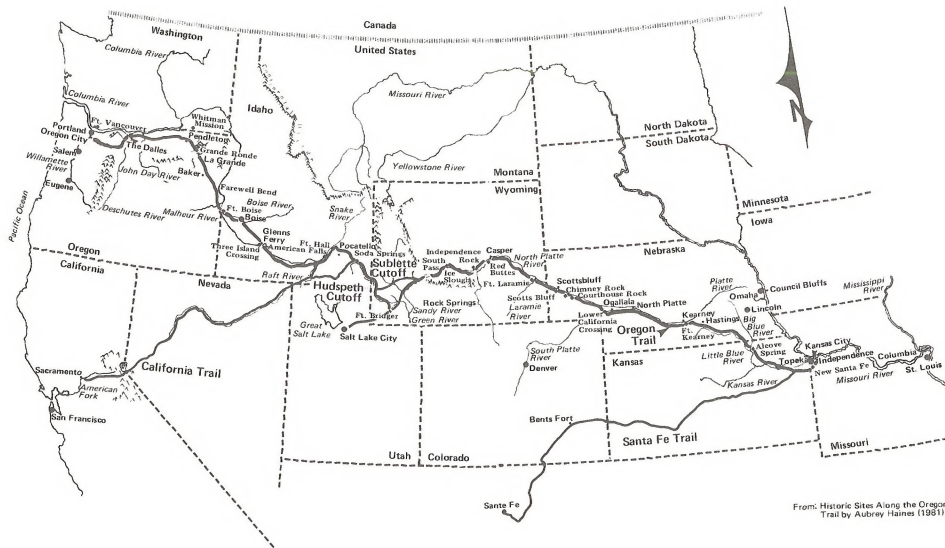 Canada
Washington
Columbia River
United States
Missouri River
Idaho
Columbia River
Ft. Vancouver
Whitman
Mission
Portland
Oregon City
Pendleton
Grande Ronde
La Grande
The Dalles
Salem
Willamette
River
John Day River
Baker
Eugene
Deschutes River
Farewell Bend
Malheur River
Ft. Boise
Boise River
Boise
Pacific Ocean
Yellowstone River
Montana
Wyoming
North Dakota
South Dakota
Minnesota
Iowa
Snake
River
Glenns
Ferry
Three Island
Crossing
American Falls
Ft. Hall
Pocatello
Soda Springs
Sublette
Cutoff
Raft River
Hudspeth
Cutoff
Oregon
California
Nevada
South
Pass
Independence
Rock
Ice
Slough
Casper
Red
Buttes
North Platte
River
Ft. Laramie
Rock Springs
Sandy River
Green River
Ft. Bridger
Great
Salt Lake
Salt Lake City
Scotts Bluff
Laramie
River
Scottsbluff
Chimney Rock
Courthouse Rock
Ogallala
North Platte
Lower
California
Crossing
Nebraska
Platte
River
Omaha
Council Bluffs
Lincoln
Mississippi
River
Kearney
Hastings
Ft.
Kearney
Big
Blue
River
Oregon
Trail
Kansas
Little Blue
River
Alcove
Spring
Topeka
Kansas River
Kansas City
Independence
New Santa Fe
Missouri River
Columbia
St. Louis
Missouri
South Platte
River
Denver
Sacramento
American
Fork
California Trail
San Francisco
Bents Fort
Santa Fe Trail
Utah
Colorado
Santa Fe
N
From: Historic Sites Along the Oregon
Trail by Aubrey Haines (1981)